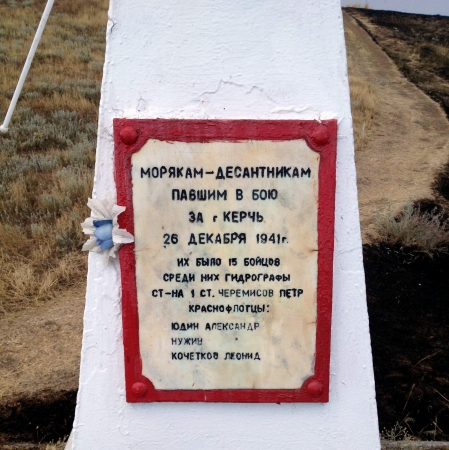 МОРЯКАМ-ДЕСАНТНИКАМ
ПАВШИМ В БОЮ
ЗА г КЕРЧЬ
26 ДЕКАБРЯ 1941г.
ИХ БЫЛО 15 БОЙЦОВ
СРЕДИ НИХ ГИДРОГРАФЫ
СТ-НА 1 СТ. ЧЕРЕМИСОВ ПЕТР
КРАСНОФЛОТЦЫ:
ЮДИН АЛЕКСАНДР
НУЖИН
КОЧЕТКОВ ЛЕОНИД